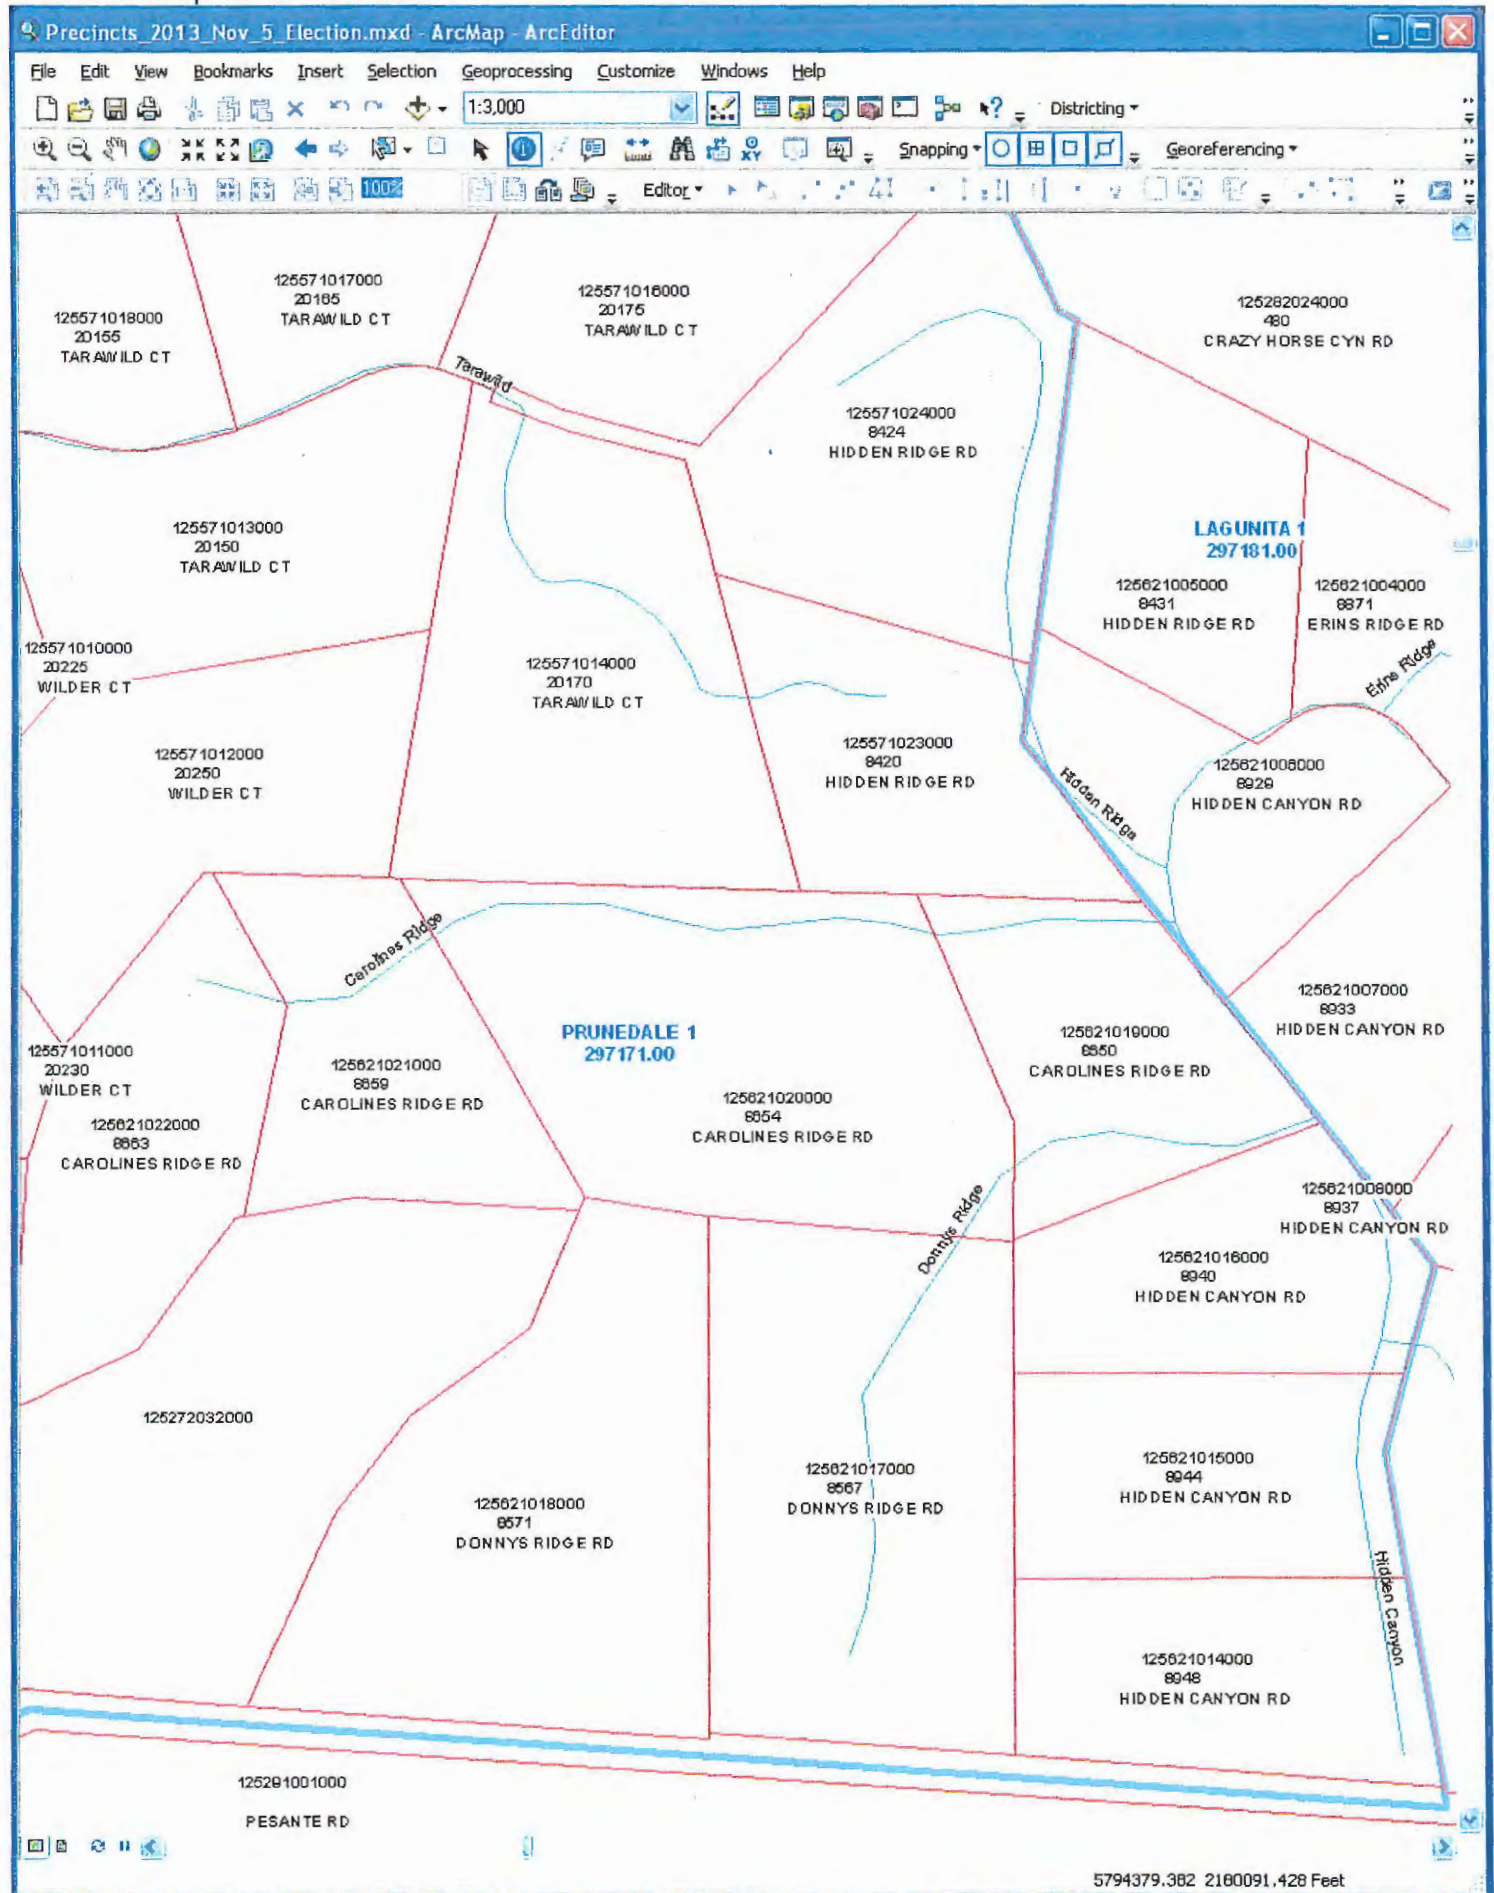 Precincts_2013_Nov_5_Election.mxd - ArcMap - ArcEditor
File Edit View Bookmarks Insert Selection Geoprocessing Customize Windows Help
1:3,000
Districting
Snapping
Georeferencing
100%
Editor
125571018000
20155
TARAWILD CT
125571017000
20165
TARAWILD CT
125571016000
20175
TARAWILD CT
125282024000
480
CRAZY HORSE CYN RD
Tarawild
125571024000
8424
HIDDEN RIDGE RD
125571013000
20150
TARAWILD CT
LAGUNITA 1
297181.00
125621005000
8431
HIDDEN RIDGE RD
125621004000
8871
ERINS RIDGE RD
125571010000
20225
WILDER CT
125571014000
20170
TARAWILD CT
Erins Ridge
125571012000
20250
WILDER CT
125571023000
8420
HIDDEN RIDGE RD
Hidden Ridge
125621006000
8929
HIDDEN CANYON RD
Carolines Ridge
125621007000
8933
HIDDEN CANYON RD
PRUNEDALE 1
297171.00
125571011000
20230
WILDER CT
125621021000
8659
CAROLINES RIDGE RD
125621019000
8650
CAROLINES RIDGE RD
125621022000
8663
CAROLINES RIDGE RD
125621020000
8654
CAROLINES RIDGE RD
Donnys Ridge
125621008000
8937
HIDDEN CANYON RD
125621016000
8940
HIDDEN CANYON RD
125272032000
125621018000
8571
DONNYS RIDGE RD
125621017000
8567
DONNYS RIDGE RD
125621015000
8944
HIDDEN CANYON RD
Hidden Canyon
125621014000
8948
HIDDEN CANYON RD
125291001000
PESANTE RD
5794379.382 2180091.428 Feet